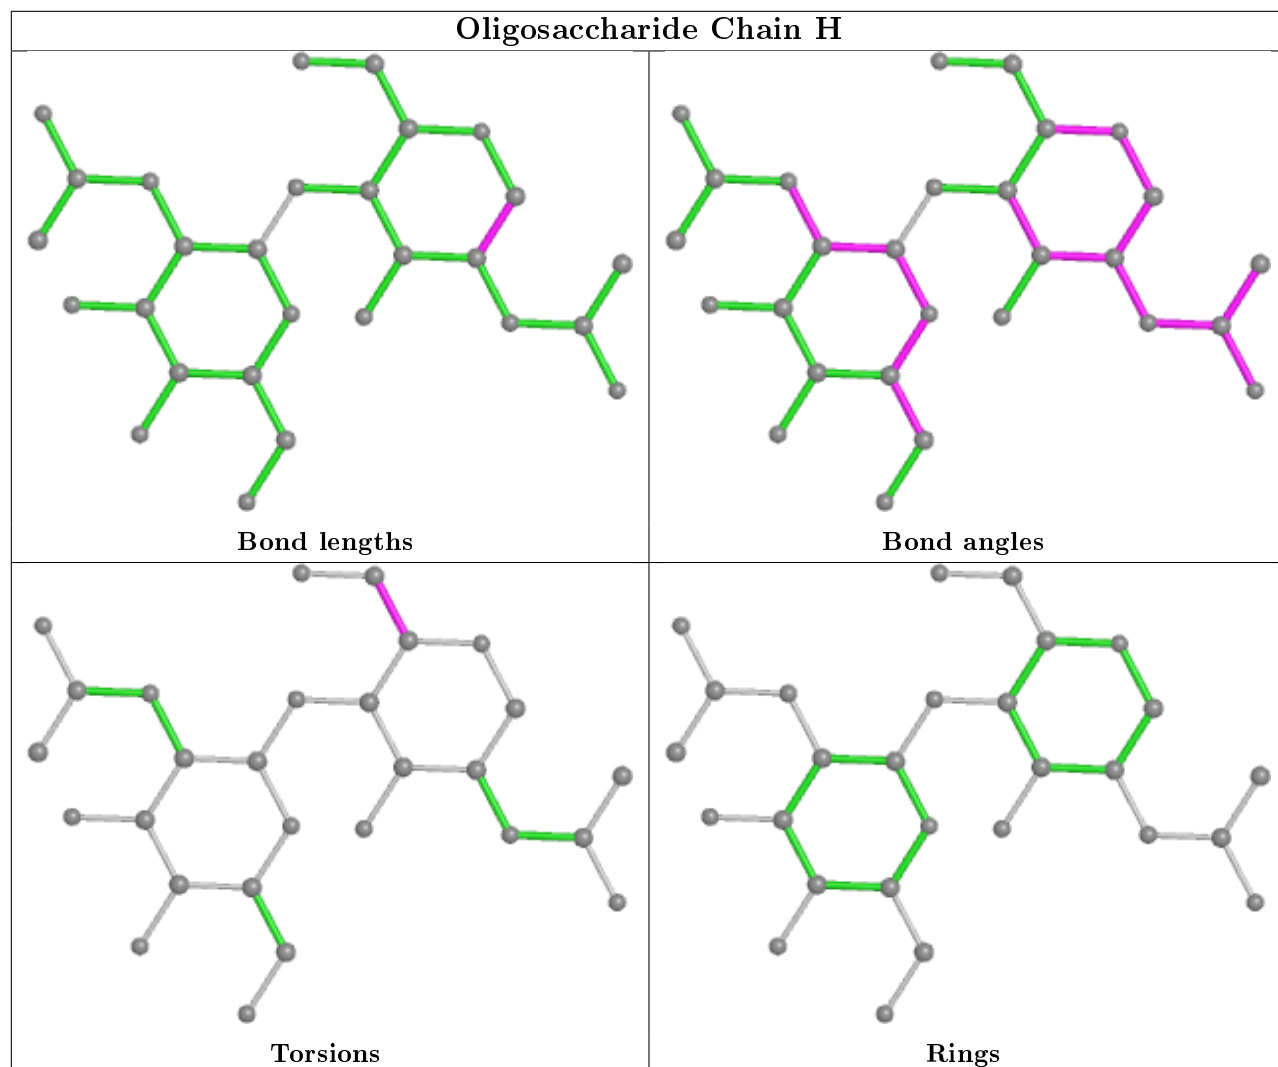 Oligosaccharide Chain H
Bond lengths
Bond angles
Torsions
Rings